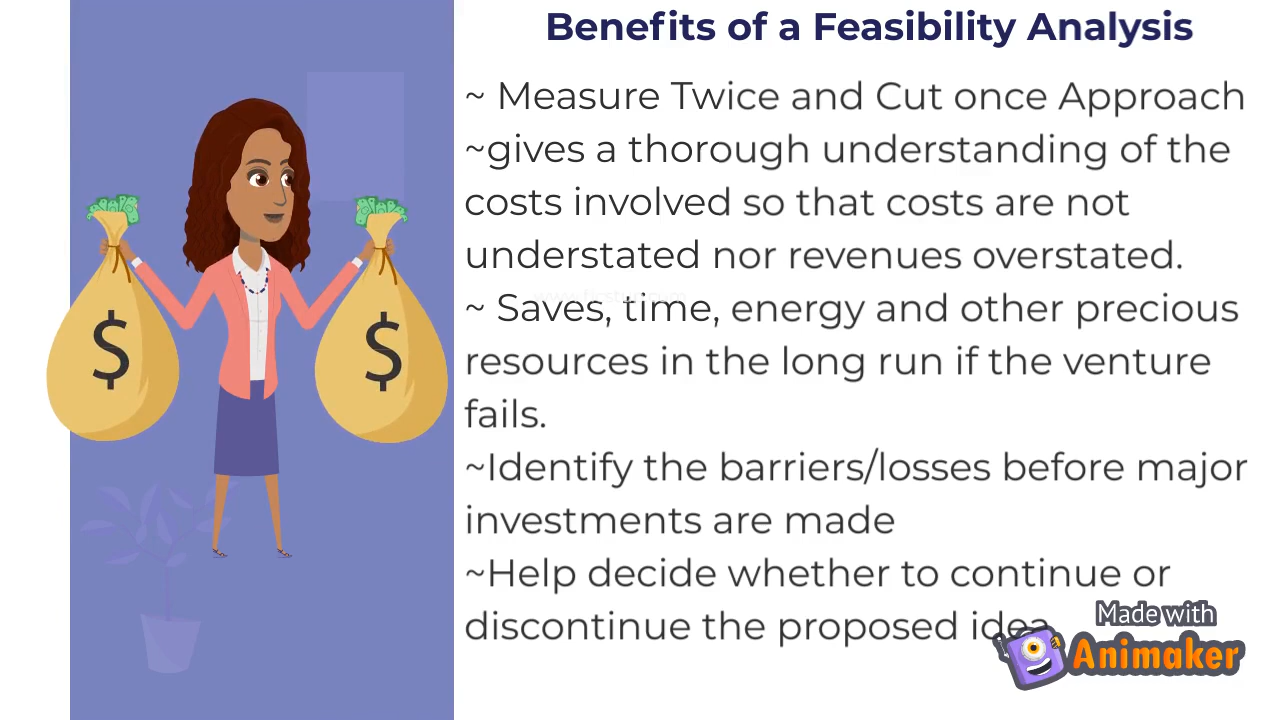 Benefits of a Feasibility Analysis
~ Measure Twice and Cut once Approach
~gives a thorough understanding of the
costs involved so that costs are not
understated nor revenues overstated.
~ Saves, time, energy and other precious
resources in the long run if the venture
fails.
~Identify the barriers/losses before major
investments are made
~Help decide whether to continue or
discontinue the proposed idea
$
$
Made with
Animaker